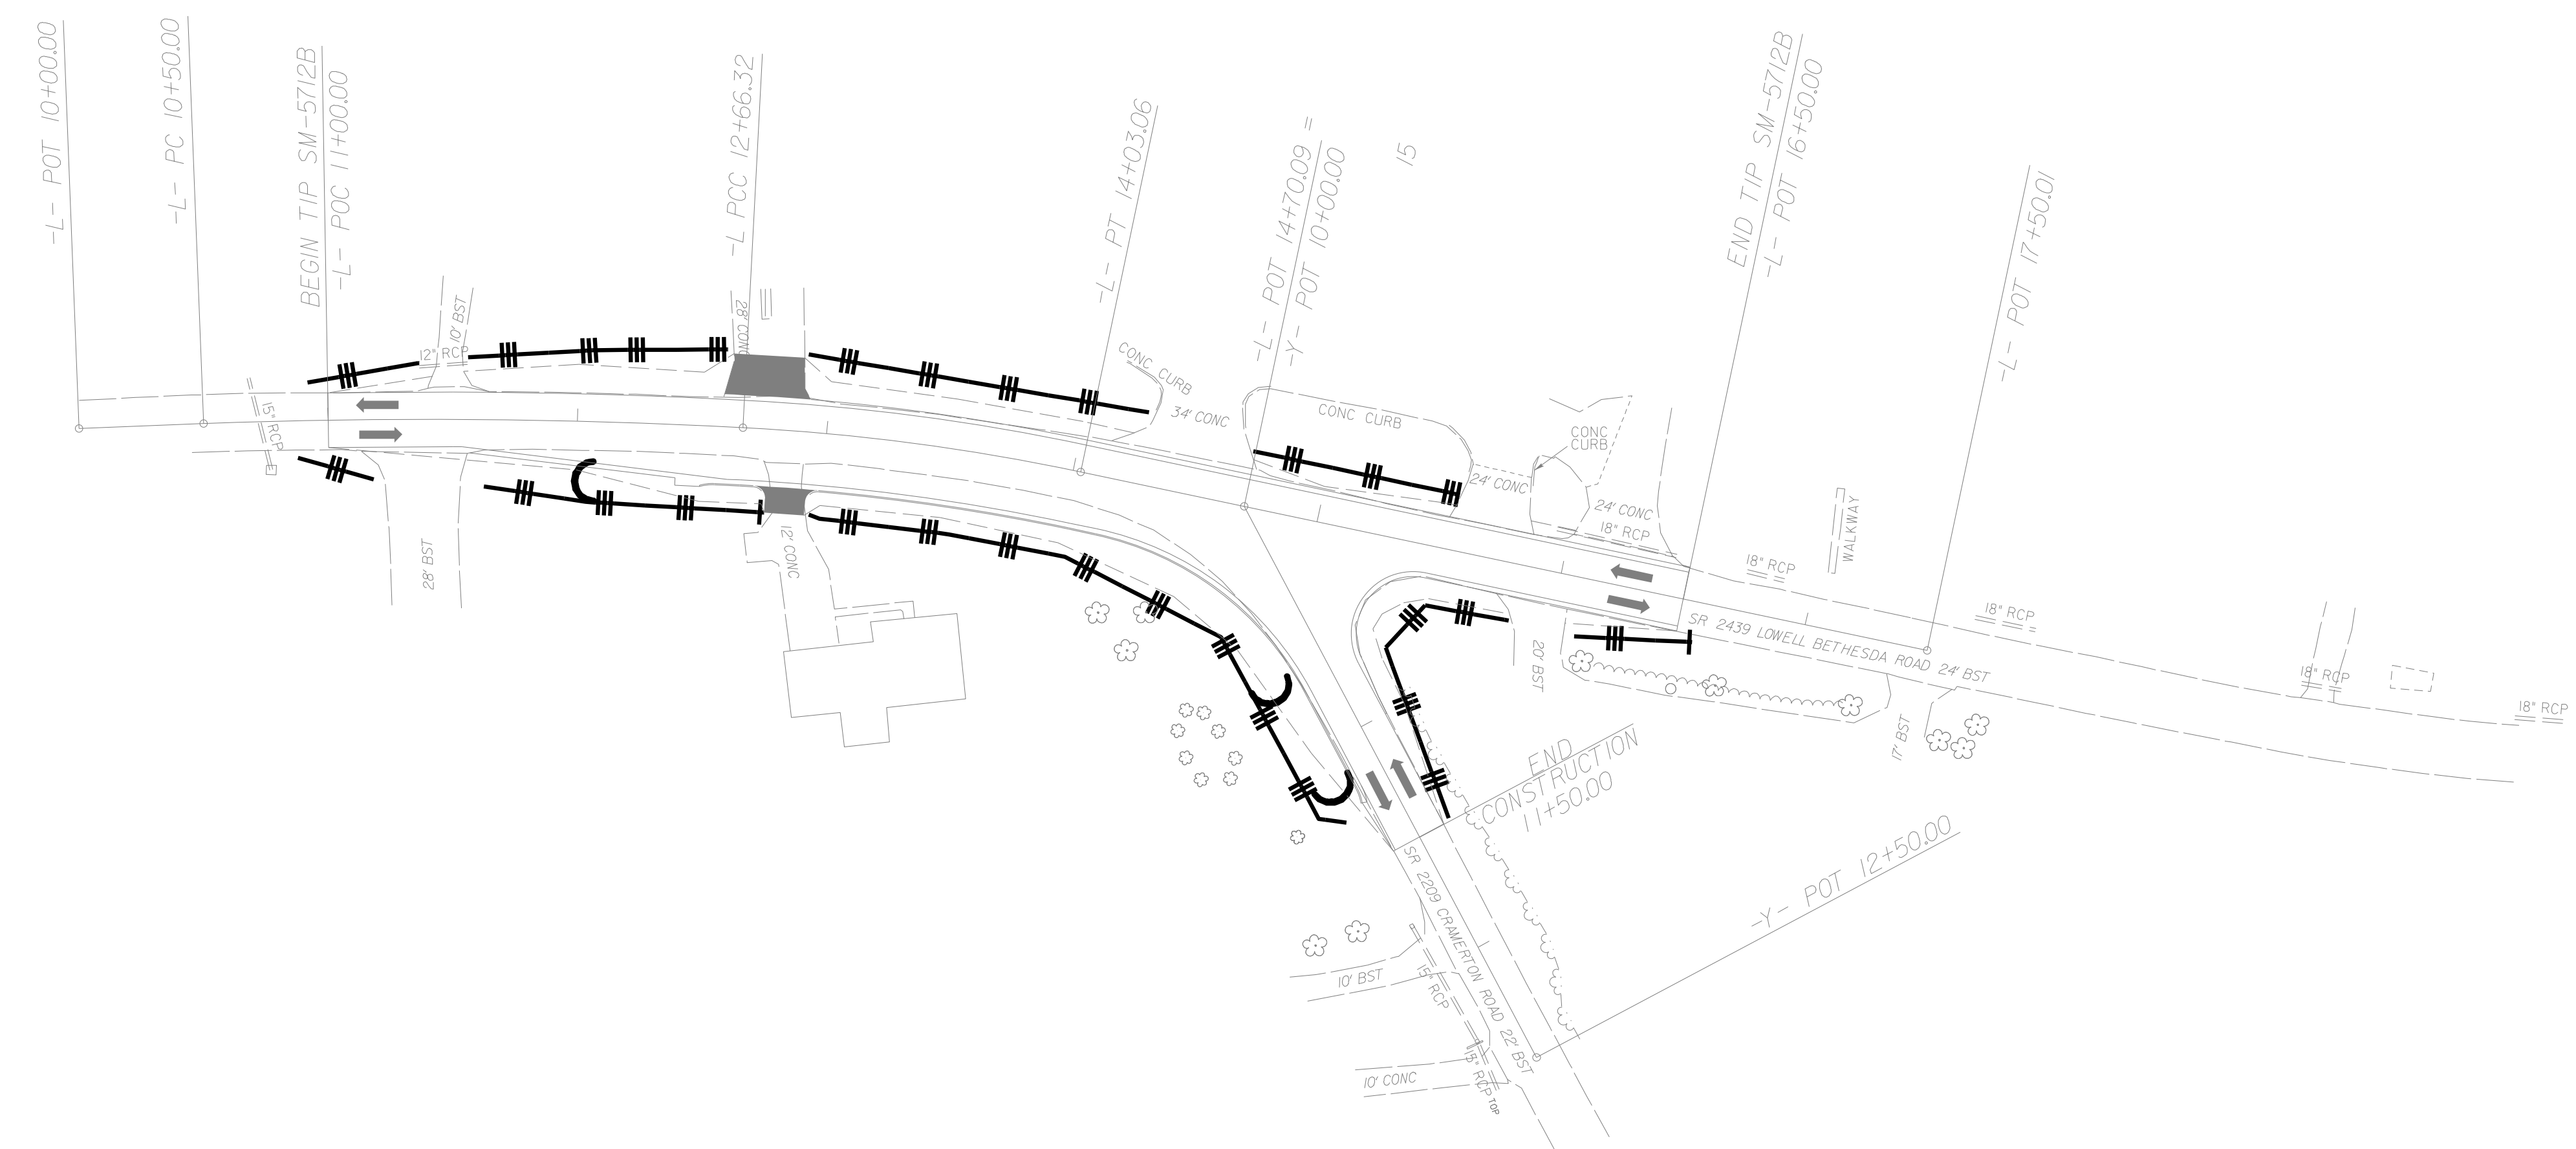 -L- POT 10+00.00
-L- PC 10+50.00
BEGIN TIP SM-5712B
-L- POC 11+00.00
-L PCC 12+66.32
-L- PT 14+03.06
-L- POT 14+70.09 =
-Y- POT 10+00.00
15
END TIP SM-5712B
-L- POT 16+50.00
-L- POT 17+50.01
10' BST
12" RCP
28' CONC
CONC CURB
34' CONC
CONC CURB
CONC
CURB
24' CONC
24' CONC
18" RCP
18" RCP
WALKWAY
15" RCP
28' BST
12' CONC
20' BST
SR 2439 LOWELL BETHESDA ROAD 24' BST
18" RCP
18" RCP
18" RCP
17' BST
END
CONSTRUCTION
11+50.00
-Y- POT 12+50.00
SR 2209 CRAMERTON ROAD 22' BST
10' BST
15" RCP
15" RCP
TOP
10' CONC